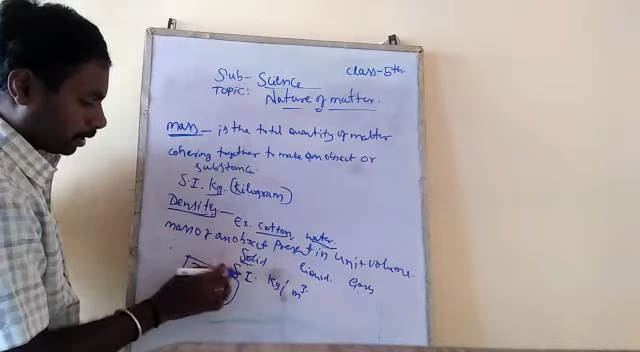 Sub- Science class-5th.
TOPIC: Nature of matter.
mass - is the total quantity of matter
cohering together to make an object or
substance.
S.I. Kg. (Kilogram)
Density - Ex. Cotton, water.
mass of an object present in unit volume.
Solid Liquid. Gas
S.I. Kg/m³.